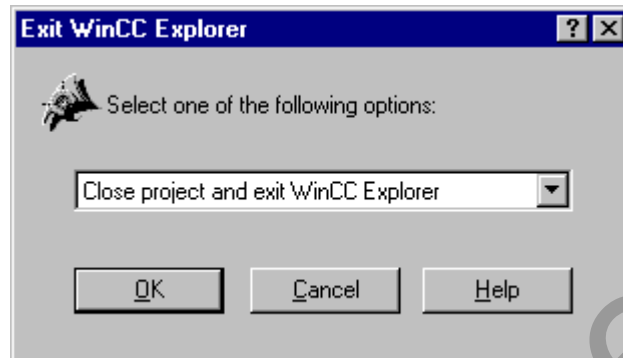 Exit WinCC Explorer
Select one of the following options:
Close project and exit WinCC Explorer
OK Cancel Help